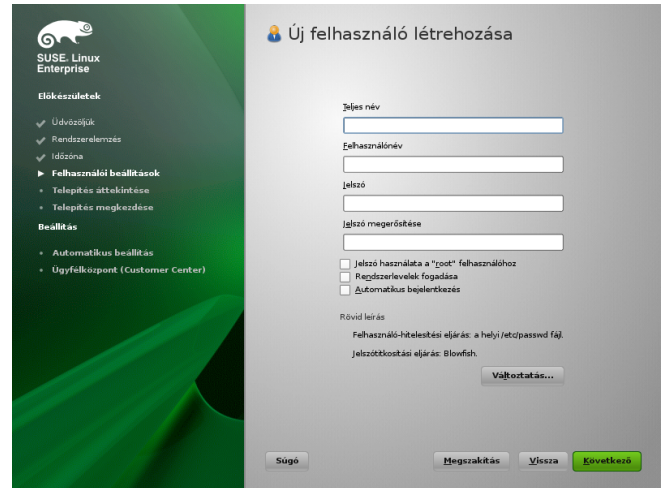 SUSE. Linux
Enterprise
Előkészületek
Üdvözöljük
Rendszerelemzés
Időzóna
Felhasználói beállítások
Telepítés áttekintése
Telepítés megkezdése
Beállítás
Automatikus beállítás
Ügyfélközpont (Customer Center)
Új felhasználó létrehozása
Teljes név
Felhasználónév
Jelszó
Jelszó megerősítése
Jelszó használata a "root" felhasználóhoz
Rendszerlevelek fogadása
Automatikus bejelentkezés
Rövid leírás
Felhasználó-hitelesítési eljárás: a helyi /etc/passwd fájl.
Jelszótitkosítási eljárás: Blowfish.
Változtatás...
Súgó
Megszakítás
Vissza
Következő